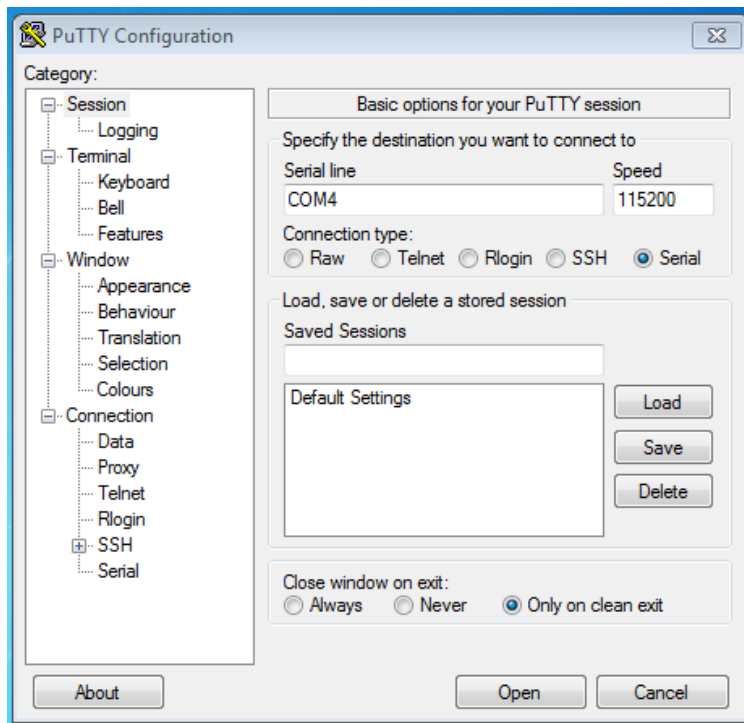 PuTTY Configuration
Category:
Session
Logging
Terminal
Keyboard
Bell
Features
Window
Appearance
Behaviour
Translation
Selection
Colours
Connection
Data
Proxy
Telnet
Rlogin
SSH
Serial
Basic options for your PuTTY session
Specify the destination you want to connect to
Serial line Speed
COM4 115200
Connection type:
Raw Telnet Rlogin SSH Serial
Load, save or delete a stored session
Saved Sessions
Default Settings
Load
Save
Delete
Close window on exit:
Always Never Only on clean exit
About Open Cancel